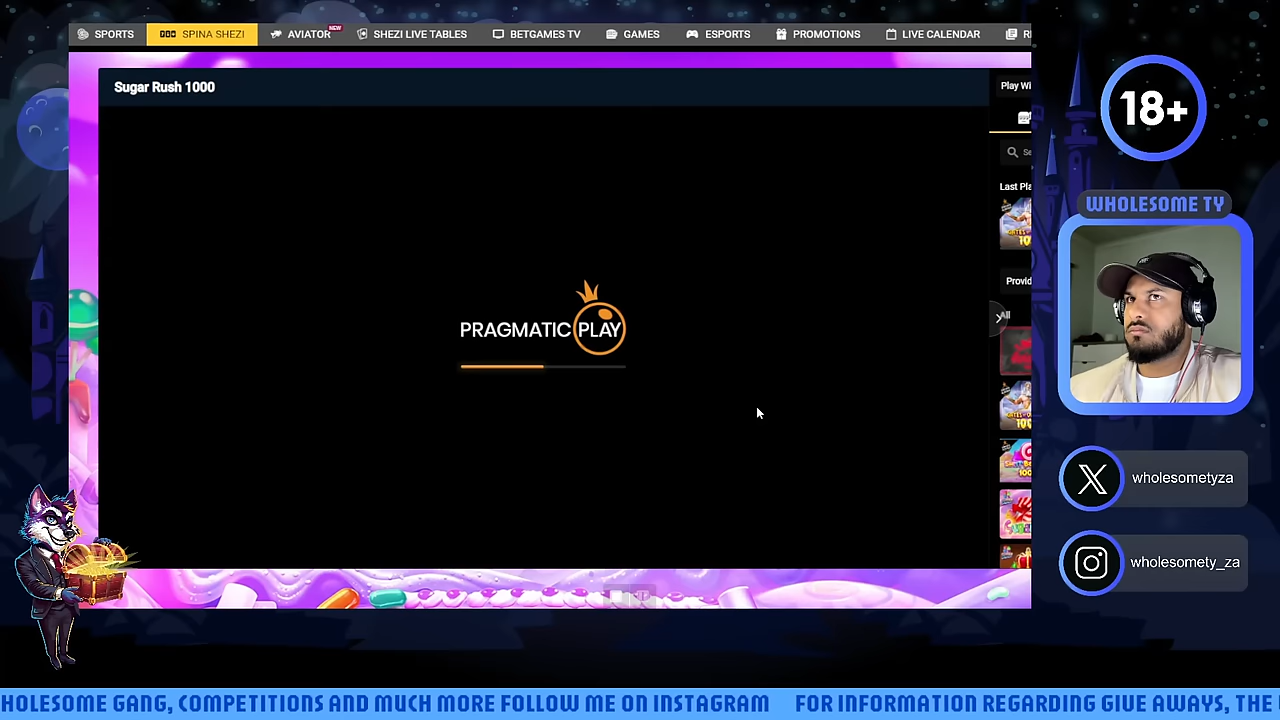 SPORTS
SPINA SHEZI
AVIATOR
NEW
SHEZI LIVE TABLES
BETGAMES TV
GAMES
ESPORTS
PROMOTIONS
LIVE CALENDAR
Sugar Rush 1000
Play Wi
Se
Last Pla
Provid
All
PRAGMATIC PLAY
18+
WHOLESOME TY
wholesometyza
wholesomety_za
HOLESOME GANG, COMPETITIONS AND MUCH MORE FOLLOW ME ON INSTAGRAM FOR INFORMATION REGARDING GIVE AWAYS, THE